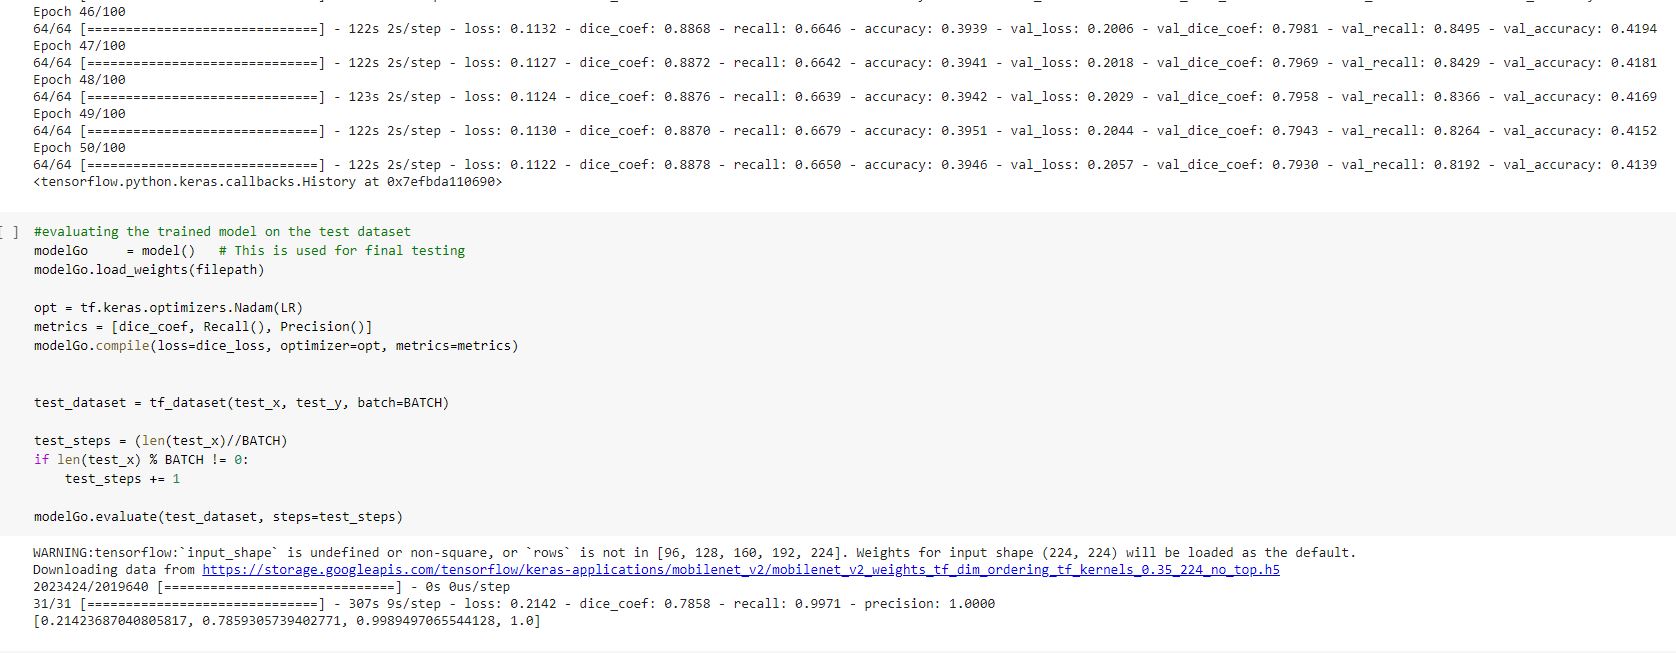 Epoch 46/100
64/64 [==============================] - 122s 2s/step - loss: 0.1132 - dice_coef: 0.8868 - recall: 0.6646 - accuracy: 0.3939 - val_loss: 0.2006 - val_dice_coef: 0.7981 - val_recall: 0.8495 - val_accuracy: 0.4194
Epoch 47/100
64/64 [==============================] - 122s 2s/step - loss: 0.1127 - dice_coef: 0.8872 - recall: 0.6642 - accuracy: 0.3941 - val_loss: 0.2018 - val_dice_coef: 0.7969 - val_recall: 0.8429 - val_accuracy: 0.4181
Epoch 48/100
64/64 [==============================] - 123s 2s/step - loss: 0.1124 - dice_coef: 0.8876 - recall: 0.6639 - accuracy: 0.3942 - val_loss: 0.2029 - val_dice_coef: 0.7958 - val_recall: 0.8366 - val_accuracy: 0.4169
Epoch 49/100
64/64 [==============================] - 122s 2s/step - loss: 0.1130 - dice_coef: 0.8870 - recall: 0.6679 - accuracy: 0.3951 - val_loss: 0.2044 - val_dice_coef: 0.7943 - val_recall: 0.8264 - val_accuracy: 0.4152
Epoch 50/100
64/64 [==============================] - 122s 2s/step - loss: 0.1122 - dice_coef: 0.8878 - recall: 0.6650 - accuracy: 0.3946 - val_loss: 0.2057 - val_dice_coef: 0.7930 - val_recall: 0.8192 - val_accuracy: 0.4139
<tensorflow.python.keras.callbacks.History at 0x7efbda110690>
[ ] #evaluating the trained model on the test dataset
modelGo     = model()   # This is used for final testing
modelGo.load_weights(filepath)
opt = tf.keras.optimizers.Nadam(LR)
metrics = [dice_coef, Recall(), Precision()]
modelGo.compile(loss=dice_loss, optimizer=opt, metrics=metrics)
test_dataset = tf_dataset(test_x, test_y, batch=BATCH)
test_steps = (len(test_x)//BATCH)
if len(test_x) % BATCH != 0:
    test_steps += 1
modelGo.evaluate(test_dataset, steps=test_steps)
WARNING:tensorflow:`input_shape` is undefined or non-square, or `rows` is not in [96, 128, 160, 192, 224]. Weights for input shape (224, 224) will be loaded as the default.
Downloading data from https://storage.googleapis.com/tensorflow/keras-applications/mobilenet_v2/mobilenet_v2_weights_tf_dim_ordering_tf_kernels_0.35_224_no_top.h5
2023424/2019640 [==============================] - 0s 0us/step
31/31 [==============================] - 307s 9s/step - loss: 0.2142 - dice_coef: 0.7858 - recall: 0.9971 - precision: 1.0000
[0.21423687040805817, 0.7859305739402771, 0.9989497065544128, 1.0]